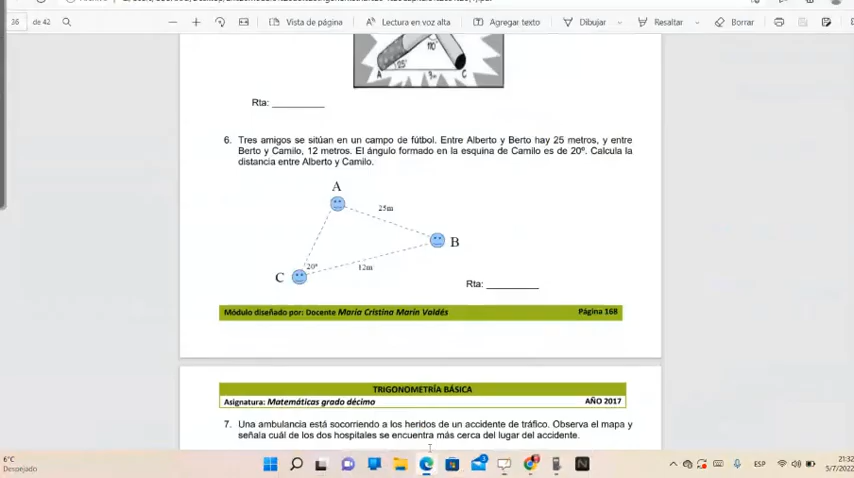 36 de 42
Vista de página
Lectura en voz alta
Agregar texto
Dibujar
Resaltar
Borrar
110°
25°
A
C
Rta: __________
6. Tres amigos se sitúan en un campo de fútbol. Entre Alberto y Berto hay 25 metros, y entre
Berto y Camilo, 12 metros. El ángulo formado en la esquina de Camilo es de 20º. Calcula la
distancia entre Alberto y Camilo.
A
25m
B
20º
12m
C
Rta: __________
Módulo diseñado por: Docente María Cristina Marín Valdés
Página 168
TRIGONOMETRÍA BÁSICA
Asignatura: Matemáticas grado décimo
AÑO 2017
7. Una ambulancia está socorriendo a los heridos de un accidente de tráfico. Observa el mapa y
señala cuál de los dos hospitales se encuentra más cerca del lugar del accidente.
6°C
Despejado
ESP
21:32
5/7/2022